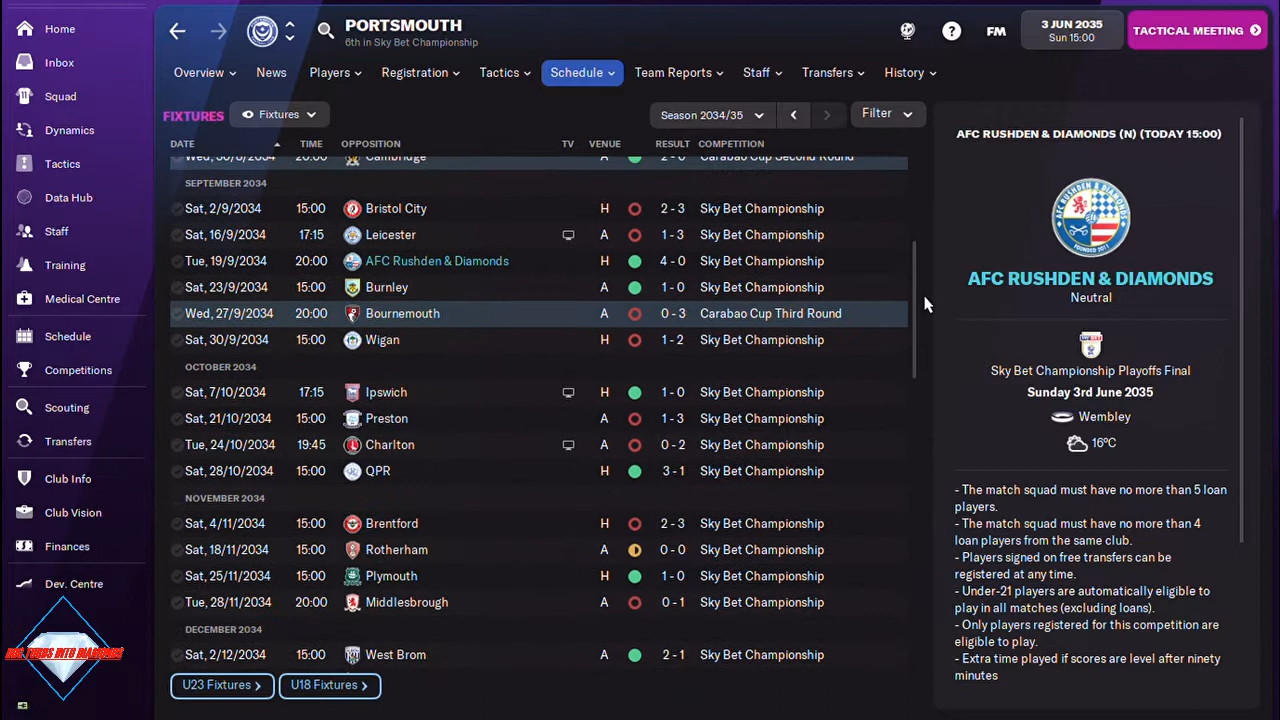 Home
Inbox
Squad
Dynamics
Tactics
Data Hub
Staff
Training
Medical Centre
Schedule
Competitions
Scouting
Transfers
Club Info
Club Vision
Finances
Dev. Centre
PORTSMOUTH
6th in Sky Bet Championship
FM
3 JUN 2035
Sun 15:00
TACTICAL MEETING
Overview News Players Registration Tactics Schedule Team Reports Staff Transfers History
FIXTURES Fixtures Season 2034/35 Filter
DATE TIME OPPOSITION TV VENUE RESULT COMPETITION
Wed, 30/8/2034 20:00 Cambridge A 2 - 0 Carabao Cup Second Round
SEPTEMBER 2034
Sat, 2/9/2034 15:00 Bristol City H 2 - 3 Sky Bet Championship
Sat, 16/9/2034 17:15 Leicester A 1 - 3 Sky Bet Championship
Tue, 19/9/2034 20:00 AFC Rushden & Diamonds H 4 - 0 Sky Bet Championship
Sat, 23/9/2034 15:00 Burnley A 1 - 0 Sky Bet Championship
Wed, 27/9/2034 20:00 Bournemouth A 0 - 3 Carabao Cup Third Round
Sat, 30/9/2034 15:00 Wigan H 1 - 2 Sky Bet Championship
OCTOBER 2034
Sat, 7/10/2034 17:15 Ipswich H 1 - 0 Sky Bet Championship
Sat, 21/10/2034 15:00 Preston A 1 - 3 Sky Bet Championship
Tue, 24/10/2034 19:45 Charlton A 0 - 2 Sky Bet Championship
Sat, 28/10/2034 15:00 QPR H 3 - 1 Sky Bet Championship
NOVEMBER 2034
Sat, 4/11/2034 15:00 Brentford H 2 - 3 Sky Bet Championship
Sat, 18/11/2034 15:00 Rotherham A 0 - 0 Sky Bet Championship
Sat, 25/11/2034 15:00 Plymouth H 1 - 0 Sky Bet Championship
Tue, 28/11/2034 20:00 Middlesbrough A 0 - 1 Sky Bet Championship
DECEMBER 2034
Sat, 2/12/2034 15:00 West Brom A 2 - 1 Sky Bet Championship
U23 Fixtures U18 Fixtures
AFC RUSHDEN & DIAMONDS (N) (TODAY 15:00)
AFC RUSHDEN & DIAMONDS
FOUNDED 2011
AFC RUSHDEN & DIAMONDS
Neutral
Sky Bet Championship Playoffs Final
Sunday 3rd June 2035
Wembley
16°C
- The match squad must have no more than 5 loan
players.
- The match squad must have no more than 4
loan players from the same club.
- Players signed on free transfers can be
registered at any time.
- Under-21 players are automatically eligible to
play in all matches (excluding loans).
- Only players registered for this competition are
eligible to play.
- Extra time played if scores are level after ninety
minutes